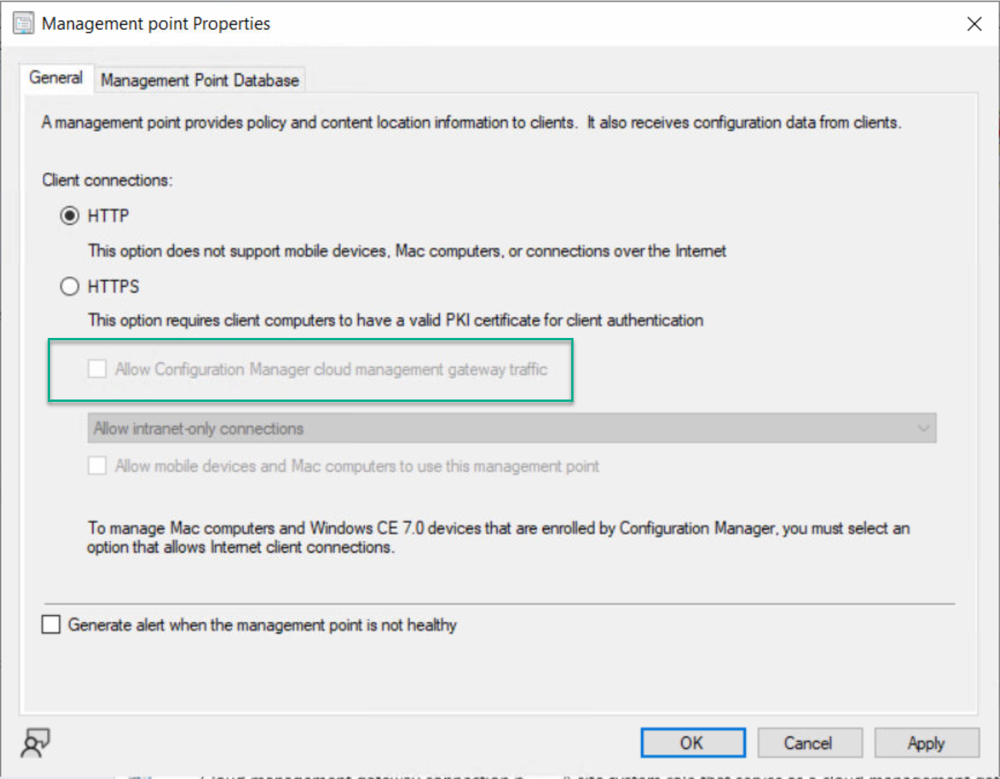 Management point Properties
General
Management Point Database
A management point provides policy and content location information to clients. It also receives configuration data from clients.
Client connections:
HTTP
This option does not support mobile devices, Mac computers, or connections over the Internet
HTTPS
This option requires client computers to have a valid PKI certificate for client authentication
Allow Configuration Manager cloud management gateway traffic
Allow intranet-only connections
Allow mobile devices and Mac computers to use this management point
To manage Mac computers and Windows CE 7.0 devices that are enrolled by Configuration Manager, you must select an
option that allows Internet client connections.
Generate alert when the management point is not healthy
OK
Cancel
Apply